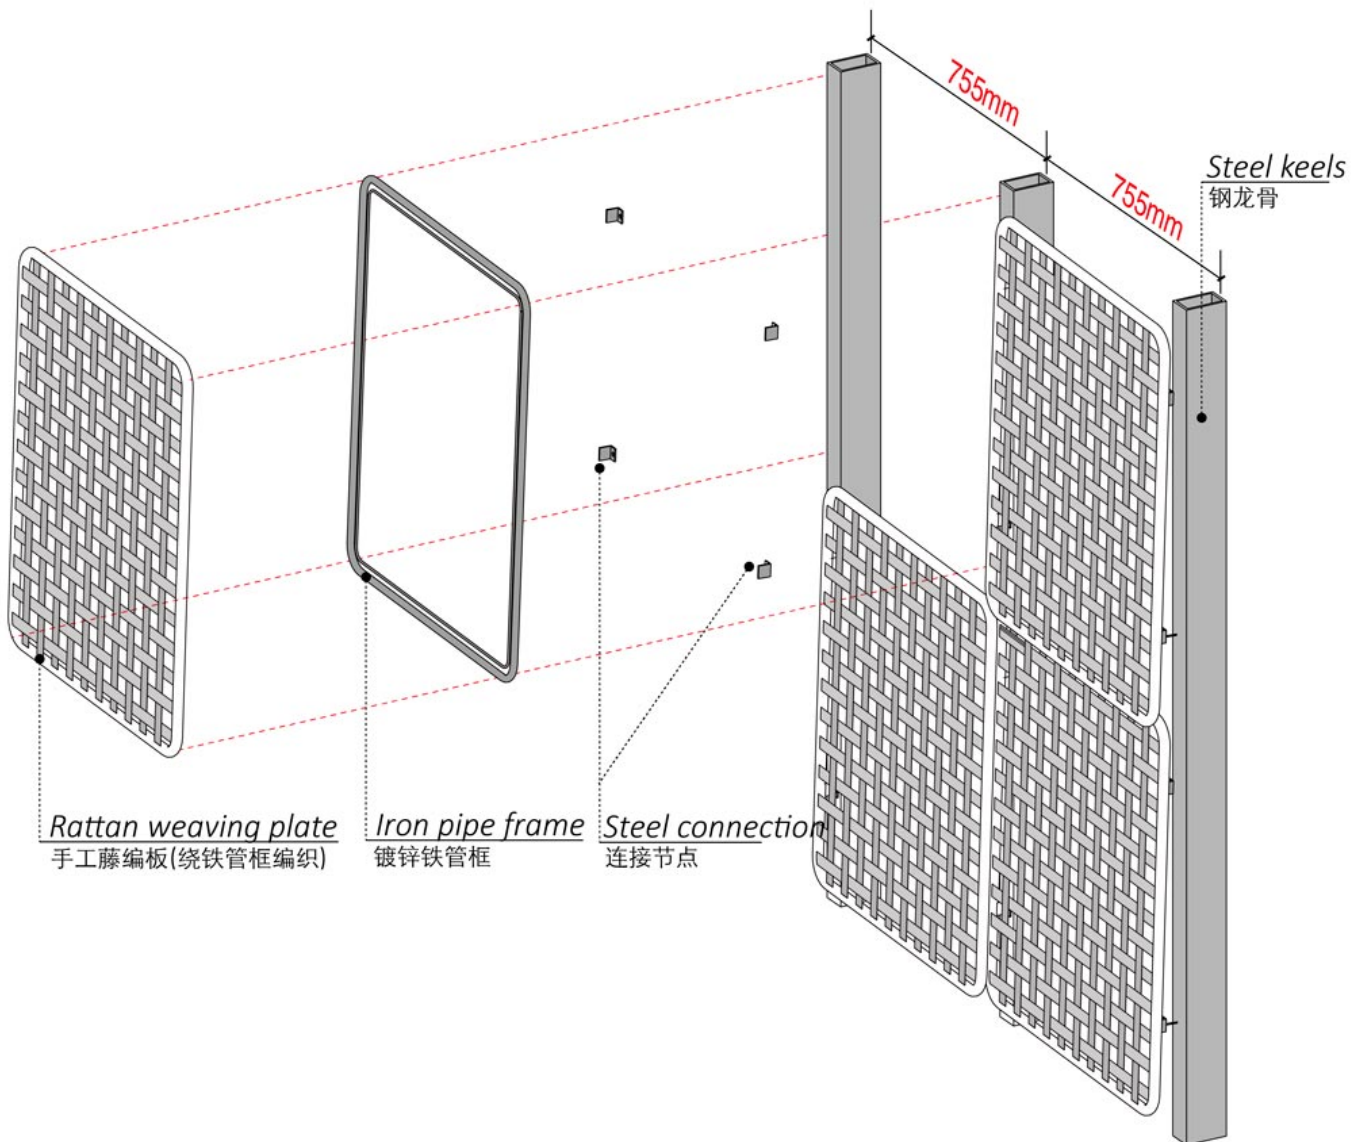 755mm
755mm
Steel keels
钢龙骨
Rattan weaving plate
手工藤编板(绕铁管框编织)
Iron pipe frame
镀锌铁管框
Steel connection
连接节点